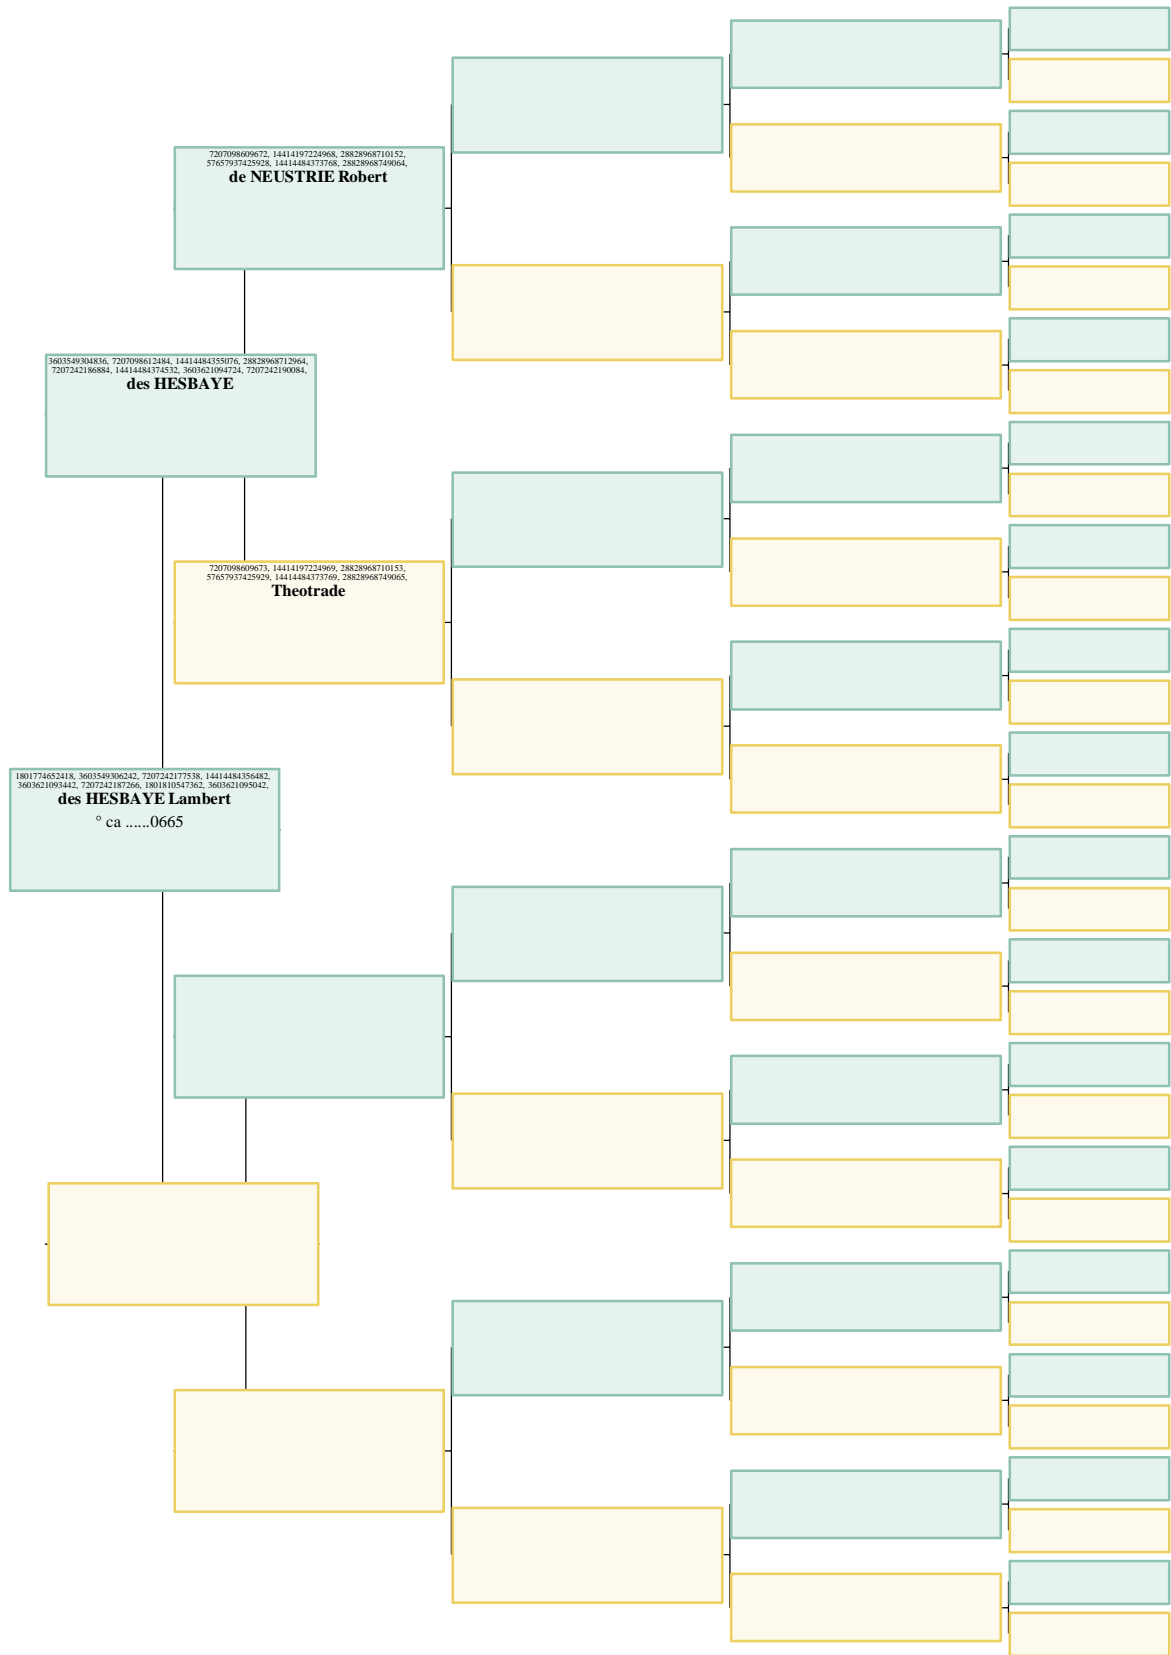 7207098609672, 14414197224968, 28828968710152,
57657937425928, 14414484373768, 28828968749064,
de NEUSTRIE Robert
3603549304836, 7207098612484, 14414484355076, 28828968712964,
7207242186884, 14414484374532, 3603621094724, 7207242190084,
des HESBAYE
7207098609673, 14414197224969, 28828968710153,
57657937425929, 14414484373769, 28828968749065,
Theotrade
1801774652418, 3603549306242, 7207242177538, 14414484356482,
3603621093442, 7207242187266, 1801810547362, 3603621095042,
des HESBAYE Lambert
° ca ......0665